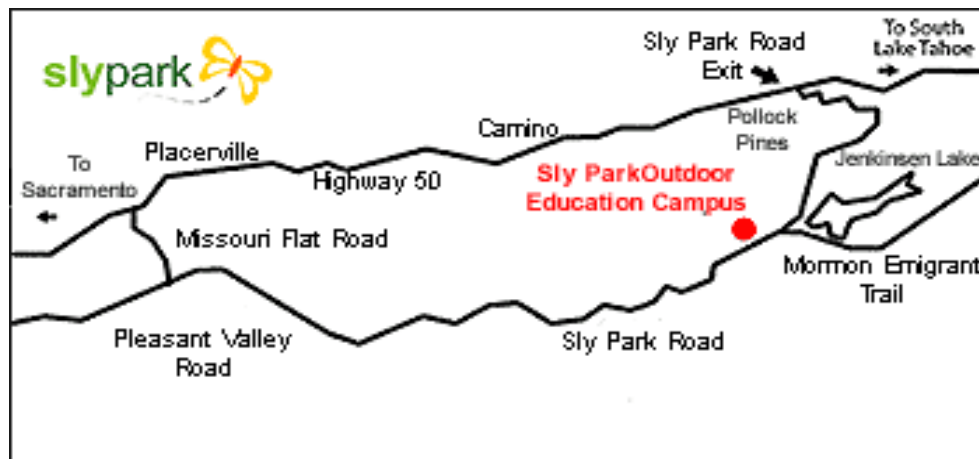 slypark
To South
Lake Tahoe
Sly Park Road
Exit
Pollock
Pines
Camino
Placerville
Highway 50
To
Sacramento
Jenkinsen Lake
Sly ParkOutdoor
Education Campus
Missouri Flat Road
Mormon Emigrant
Trail
Pleasant Valley
Road
Sly Park Road